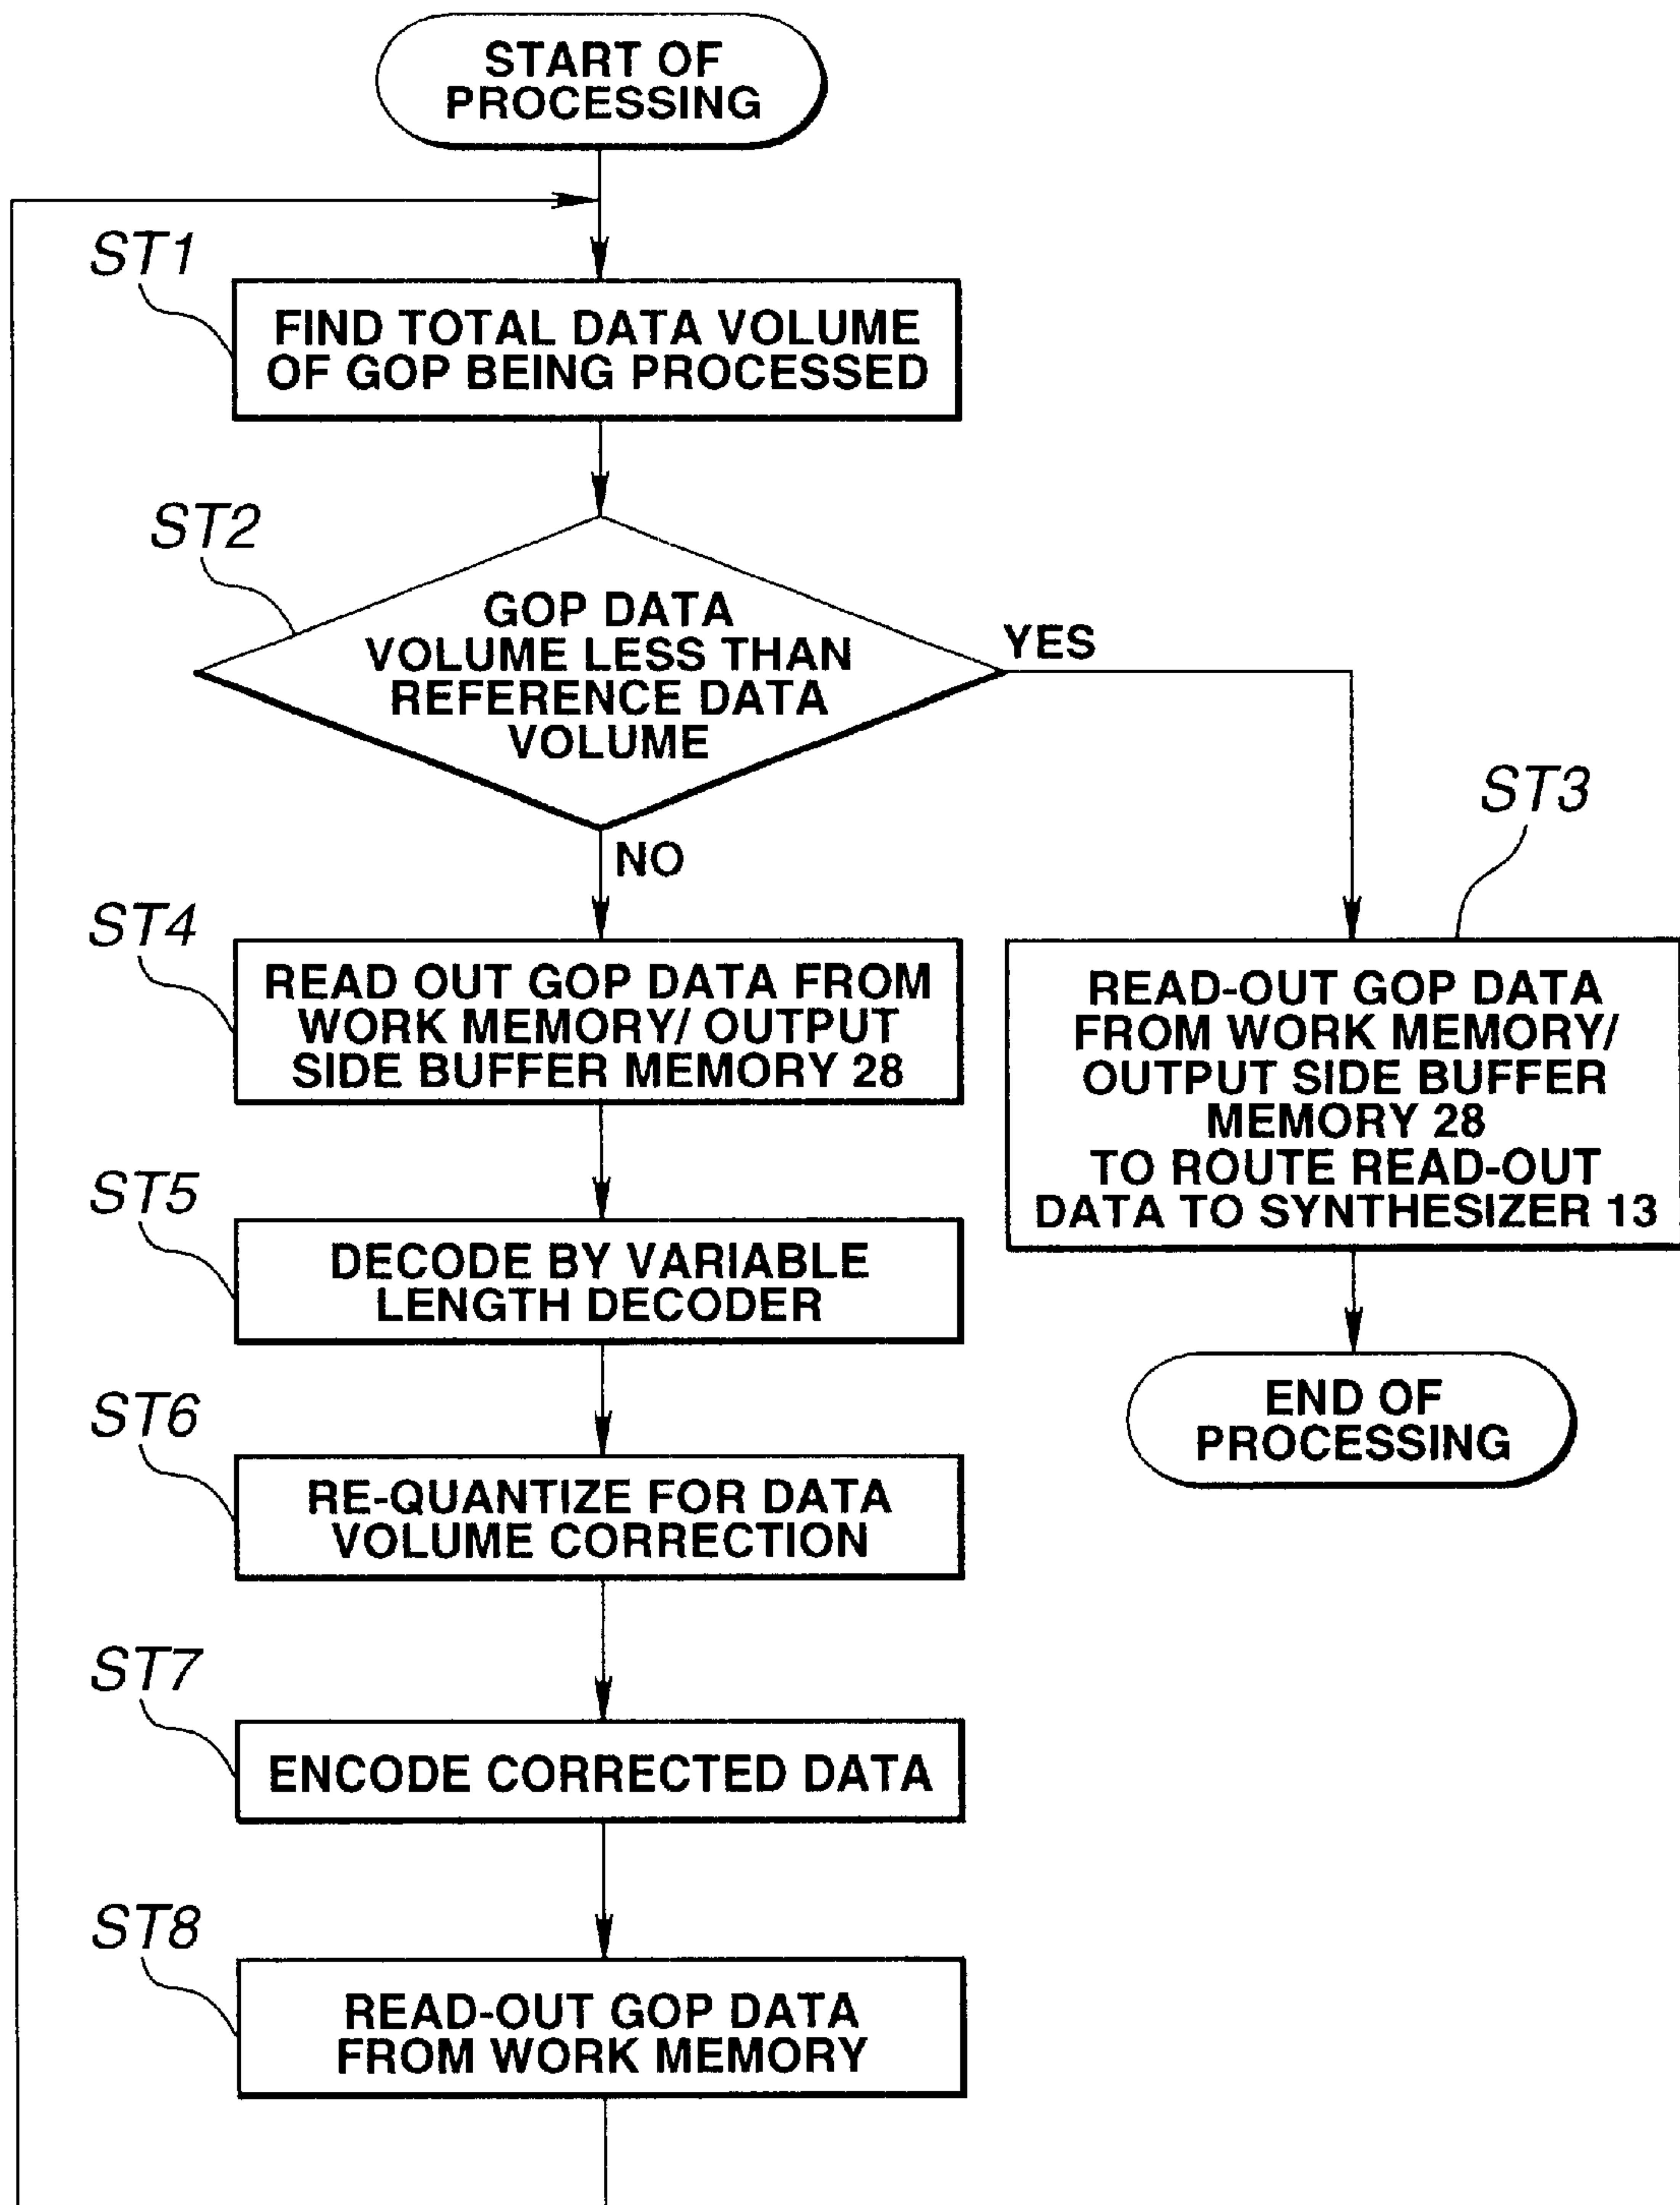 START OF
PROCESSING
ST1
FIND TOTAL DATA VOLUME
OF GOP BEING PROCESSED
ST2
GOP DATA
VOLUME LESS THAN
REFERENCE DATA
VOLUME
YES
NO
ST3
READ-OUT GOP DATA
FROM WORK MEMORY/
OUTPUT SIDE BUFFER
MEMORY 28
TO ROUTE READ-OUT
DATA TO SYNTHESIZER 13
END OF
PROCESSING
ST4
READ OUT GOP DATA FROM
WORK MEMORY/ OUTPUT
SIDE BUFFER MEMORY 28
ST5
DECODE BY VARIABLE
LENGTH DECODER
ST6
RE-QUANTIZE FOR DATA
VOLUME CORRECTION
ST7
ENCODE CORRECTED DATA
ST8
READ-OUT GOP DATA
FROM WORK MEMORY